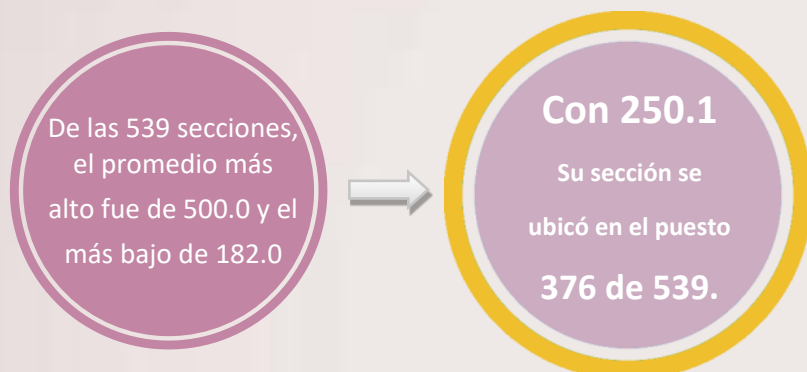 De las 539 secciones,
el promedio más
alto fue de 500.0 y el
más bajo de 182.0
Con 250.1
Su sección se
ubicó en el puesto
376 de 539.